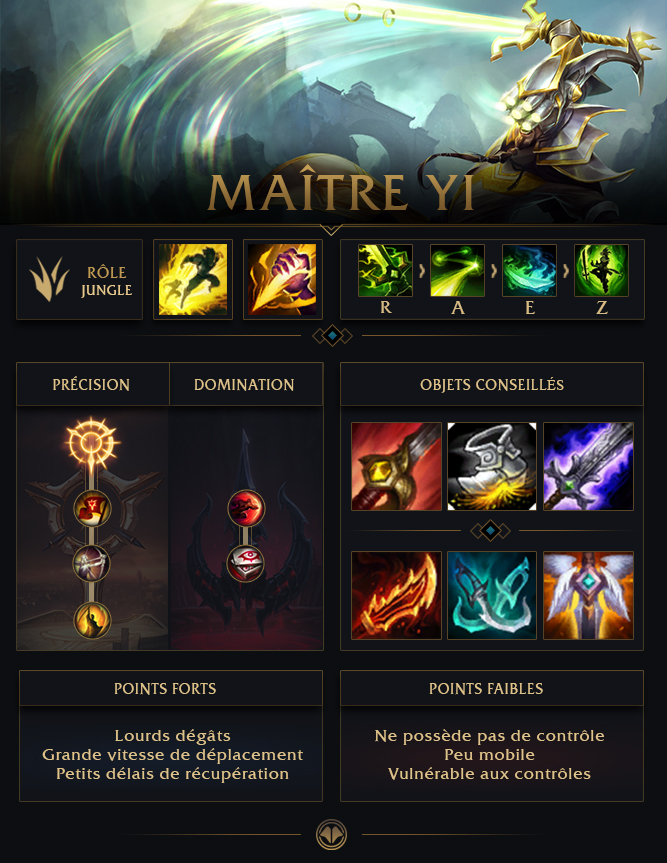 MAÎTRE YI
RÔLE
JUNGLE
R
A
E
Z
PRÉCISION
DOMINATION
OBJETS CONSEILLÉS
POINTS FORTS
Lourds dégâts
Grande vitesse de déplacement
Petits délais de récupération
POINTS FAIBLES
Ne possède pas de contrôle
Peu mobile
Vulnérable aux contrôles